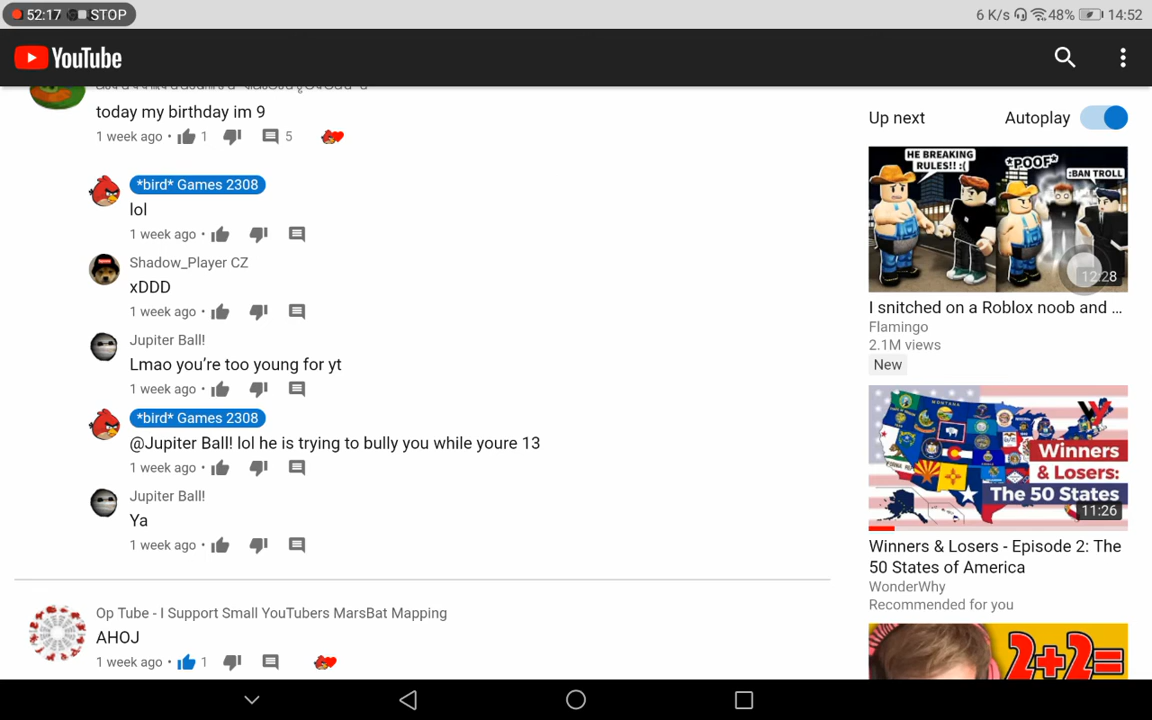 52:17 STOP
6 K/s 48% 14:52
YouTube
today my birthday im 9
1 week ago • 1 5
*bird* Games 2308
lol
1 week ago •
Shadow_Player CZ
xDDD
1 week ago •
Jupiter Ball!
Lmao you're too young for yt
1 week ago •
*bird* Games 2308
@Jupiter Ball! lol he is trying to bully you while youre 13
1 week ago •
Jupiter Ball!
Ya
1 week ago •
Op Tube - I Support Small YouTubers MarsBat Mapping
AHOJ
1 week ago • 1
Up next Autoplay
HE BREAKING
RULES!! :(
*POOF*
:BAN TROLL
12:28
I snitched on a Roblox noob and ...
Flamingo
2.1M views
New
MONTANA
Winners
& Losers:
The 50 States
11:26
Winners & Losers - Episode 2: The
50 States of America
WonderWhy
Recommended for you
2+2=